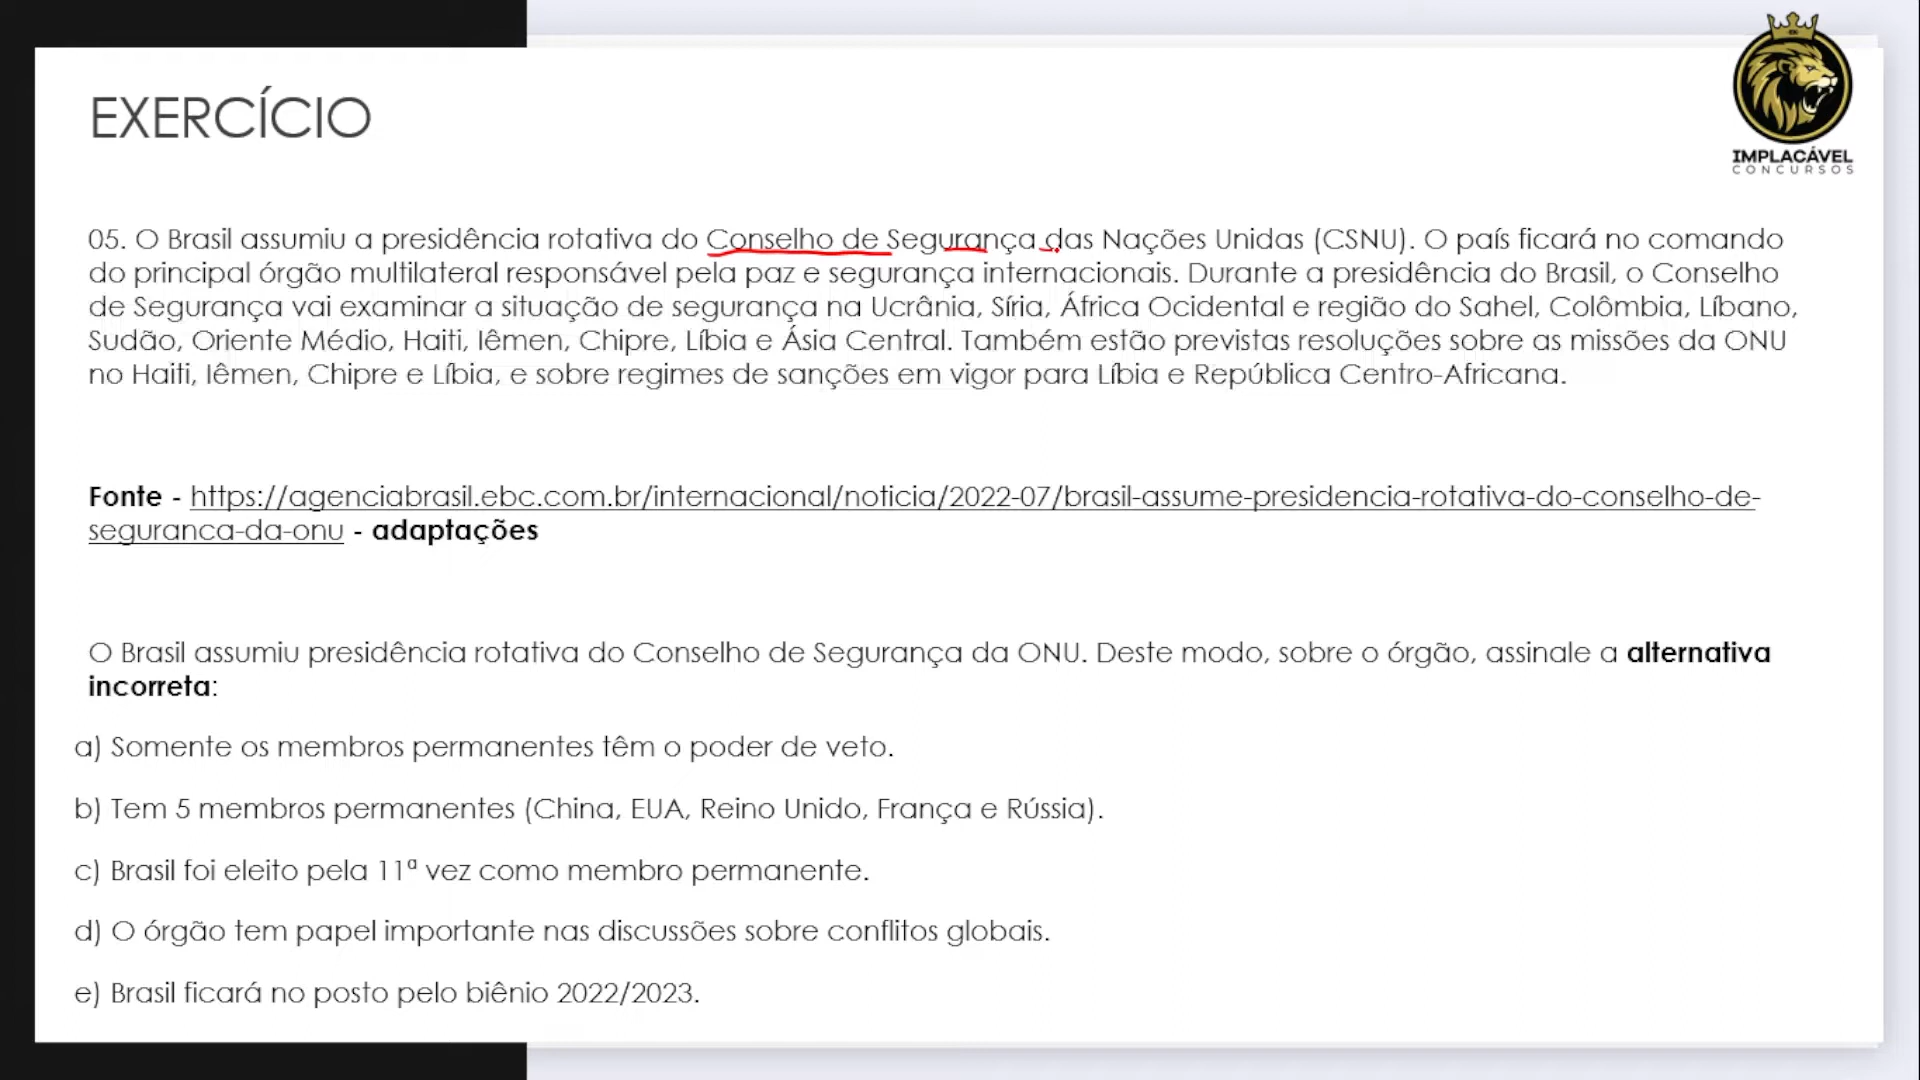 IMPLACÁVEL
CONCURSOS
EXERCÍCIO
05. O Brasil assumiu a presidência rotativa do Conselho de Segurança das Nações Unidas (CSNU). O país ficará no comando
do principal órgão multilateral responsável pela paz e segurança internacionais. Durante a presidência do Brasil, o Conselho
de Segurança vai examinar a situação de segurança na Ucrânia, Síria, África Ocidental e região do Sahel, Colômbia, Líbano,
Sudão, Oriente Médio, Haiti, Iêmen, Chipre, Líbia e Ásia Central. Também estão previstas resoluções sobre as missões da ONU
no Haiti, Iêmen, Chipre e Líbia, e sobre regimes de sanções em vigor para Líbia e República Centro-Africana.
Fonte - https://agenciabrasil.ebc.com.br/internacional/noticia/2022-07/brasil-assume-presidencia-rotativa-do-conselho-de-
seguranca-da-onu - adaptações
O Brasil assumiu presidência rotativa do Conselho de Segurança da ONU. Deste modo, sobre o órgão, assinale a alternativa
incorreta:
a) Somente os membros permanentes têm o poder de veto.
b) Tem 5 membros permanentes (China, EUA, Reino Unido, França e Rússia).
c) Brasil foi eleito pela 11ª vez como membro permanente.
d) O órgão tem papel importante nas discussões sobre conflitos globais.
e) Brasil ficará no posto pelo biênio 2022/2023.